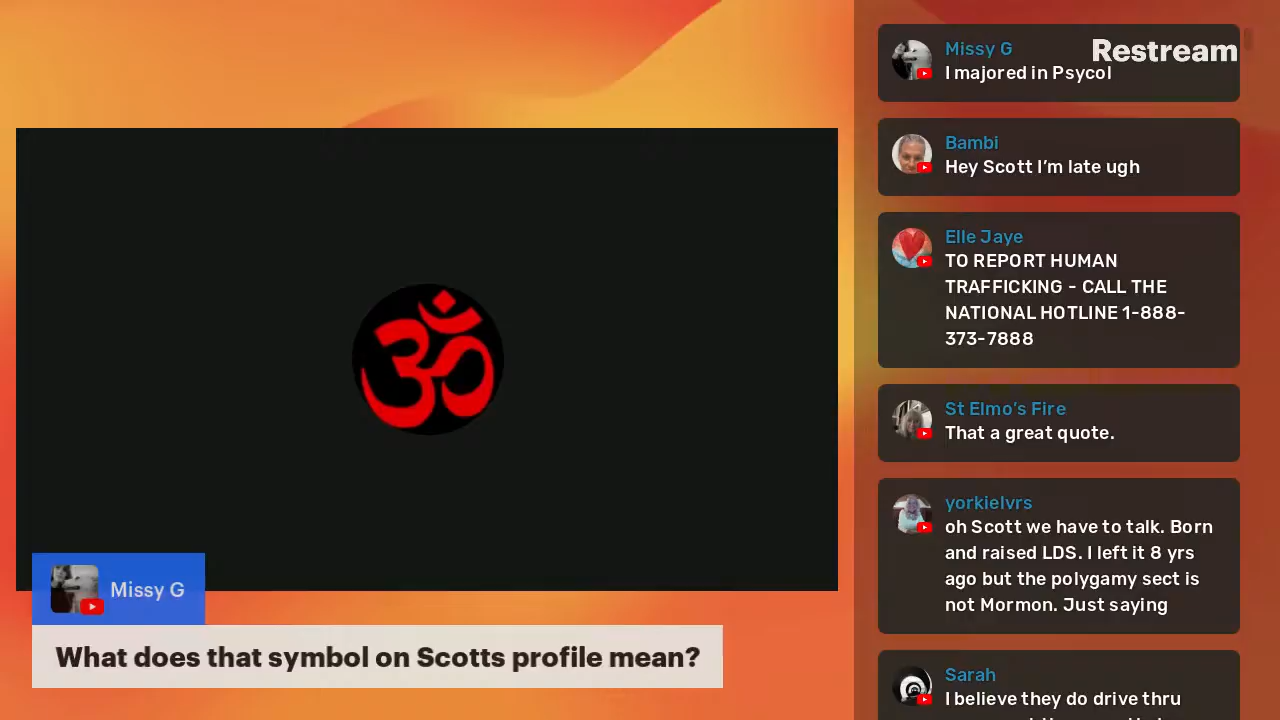 ॐ
Missy G
What does that symbol on Scotts profile mean?
Restream
Missy G
I majored in Psycol
Bambi
Hey Scott I’m late ugh
Elle Jaye
TO REPORT HUMAN
TRAFFICKING - CALL THE
NATIONAL HOTLINE 1-888-
373-7888
St Elmo’s Fire
That a great quote.
yorkielvrs
oh Scott we have to talk. Born
and raised LDS. I left it 8 yrs
ago but the polygamy sect is
not Mormon. Just saying
Sarah
I believe they do drive thru